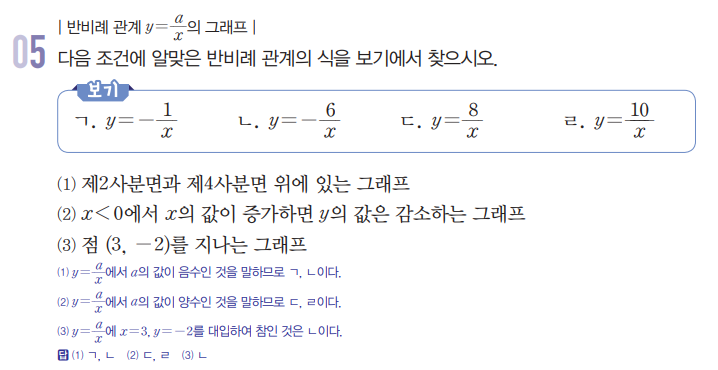 | 반비례 관계 y=a/x의 그래프 |
05 다음 조건에 알맞은 반비례 관계의 식을 보기에서 찾으시오.
보기
ㄱ. y=-1/x ㄴ. y=-6/x ㄷ. y=8/x ㄹ. y=10/x
⑴ 제2사분면과 제4사분면 위에 있는 그래프
⑵ x<0에서 x의 값이 증가하면 y의 값은 감소하는 그래프
⑶ 점 (3, -2)를 지나는 그래프
⑴ y=a/x에서 a의 값이 음수인 것을 말하므로 ㄱ, ㄴ이다.
⑵ y=a/x에서 a의 값이 양수인 것을 말하므로 ㄷ, ㄹ이다.
⑶ y=a/x에 x=3, y=-2를 대입하여 참인 것은 ㄴ이다.
답 ⑴ ㄱ, ㄴ ⑵ ㄷ, ㄹ ⑶ ㄴ